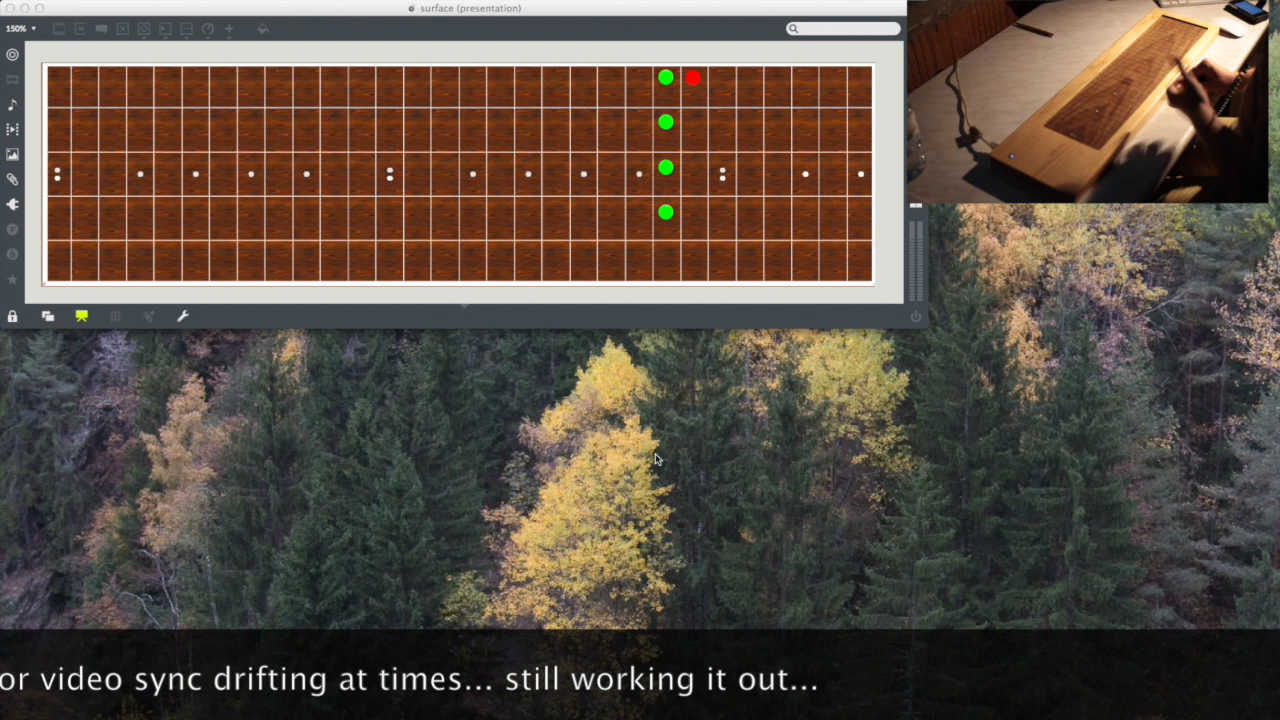 surface (presentation)
150%
or video sync drifting at times... still working it out...